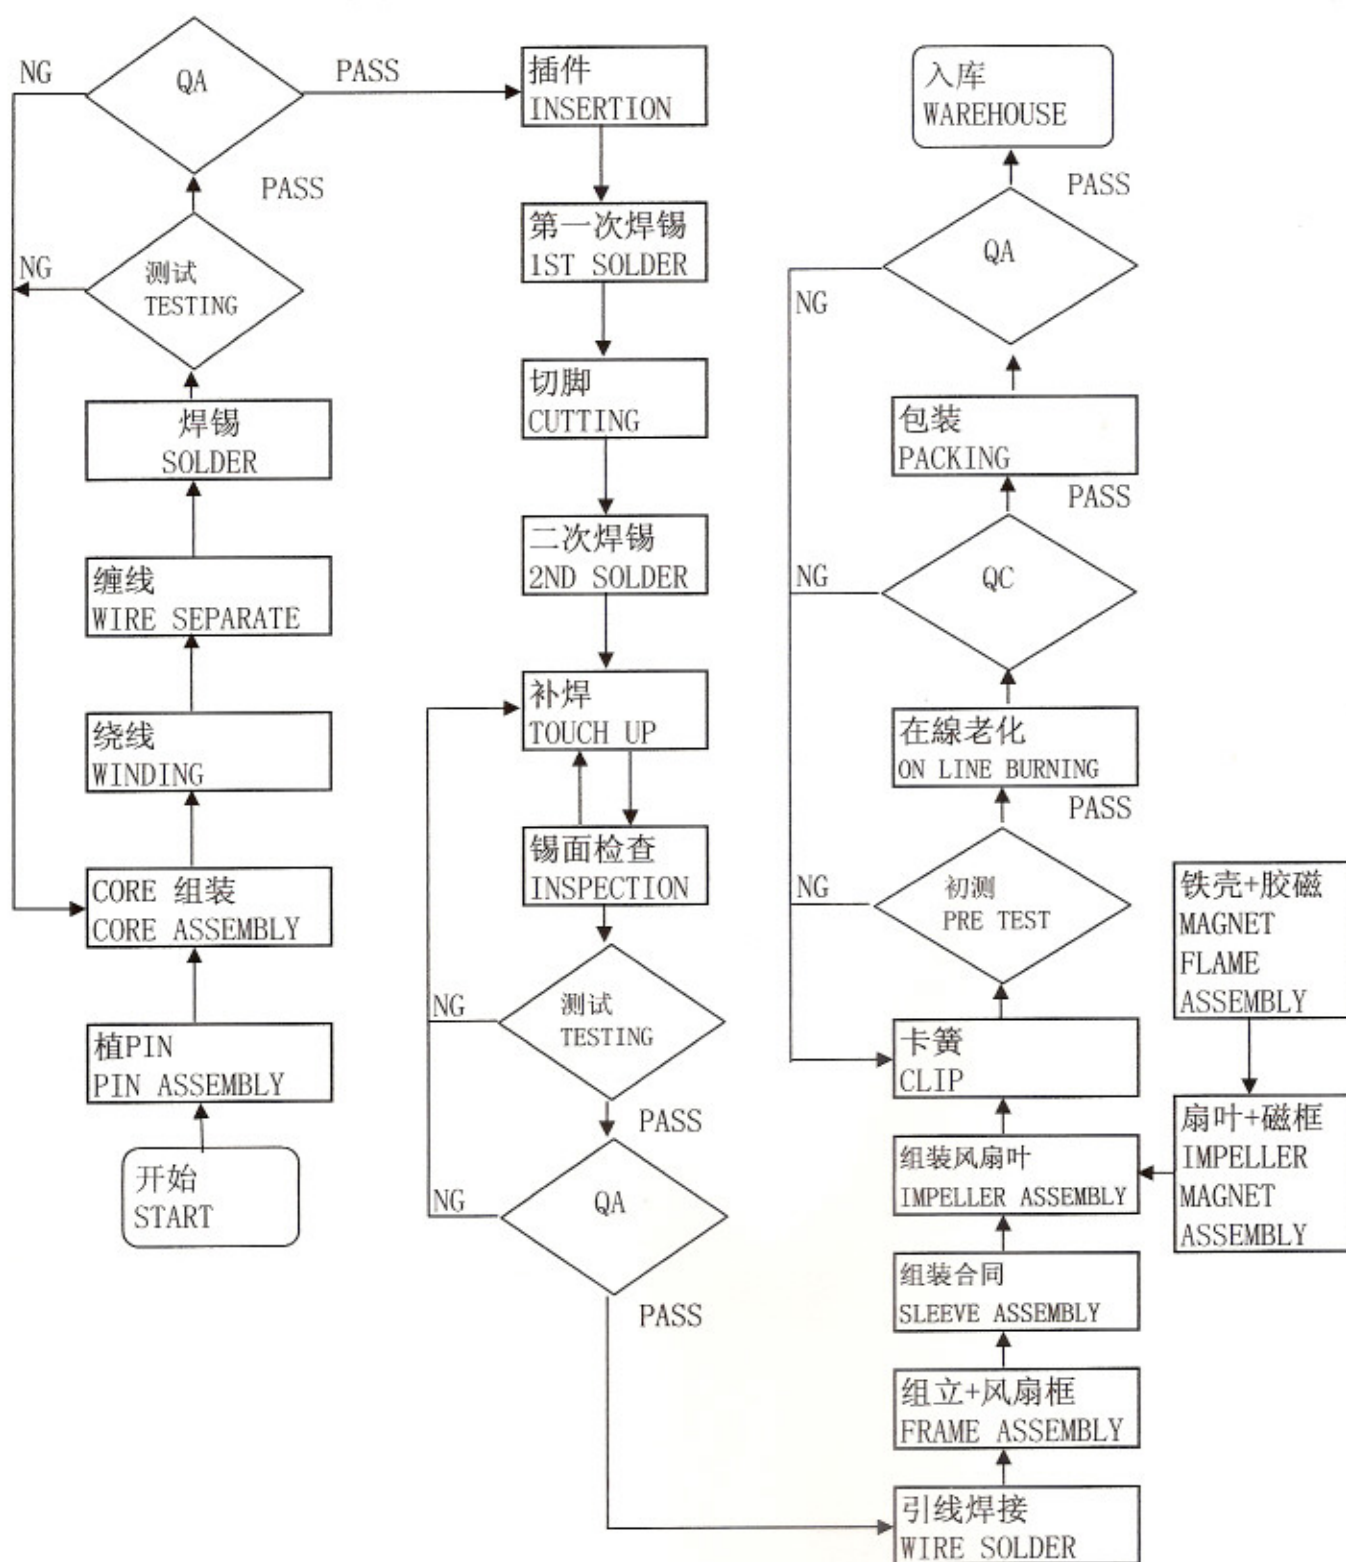 NG
QA
PASS
PASS
NG
测试
TESTING
焊锡
SOLDER
缠线
WIRE SEPARATE
绕线
WINDING
CORE 组装
CORE ASSEMBLY
植PIN
PIN ASSEMBLY
开始
START
插件
INSERTION
第一次焊锡
1ST SOLDER
切脚
CUTTING
二次焊锡
2ND SOLDER
补焊
TOUCH UP
锡面检查
INSPECTION
NG
测试
TESTING
PASS
NG
QA
PASS
入库
WAREHOUSE
PASS
QA
NG
包装
PACKING
PASS
NG
QC
在線老化
ON LINE BURNING
PASS
NG
初测
PRE TEST
卡簧
CLIP
组装风扇叶
IMPELLER ASSEMBLY
组装合同
SLEEVE ASSEMBLY
组立+风扇框
FRAME ASSEMBLY
引线焊接
WIRE SOLDER
铁壳+胶磁
MAGNET
FLAME
ASSEMBLY
扇叶+磁框
IMPELLER
MAGNET
ASSEMBLY